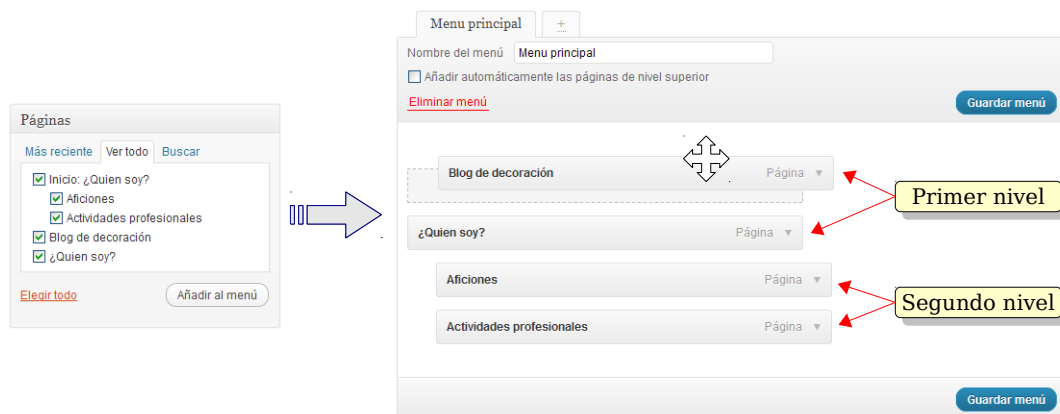 Páginas
Más reciente Ver todo Buscar
Inicio: ¿Quien soy?
Aficiones
Actividades profesionales
Blog de decoración
¿Quien soy?
Elegir todo Añadir al menú
Menu principal +
Nombre del menú Menu principal
Añadir automáticamente las páginas de nivel superior
Eliminar menú Guardar menú
Blog de decoración Página
Primer nivel
¿Quien soy? Página
Aficiones Página
Segundo nivel
Actividades profesionales Página
Guardar menú